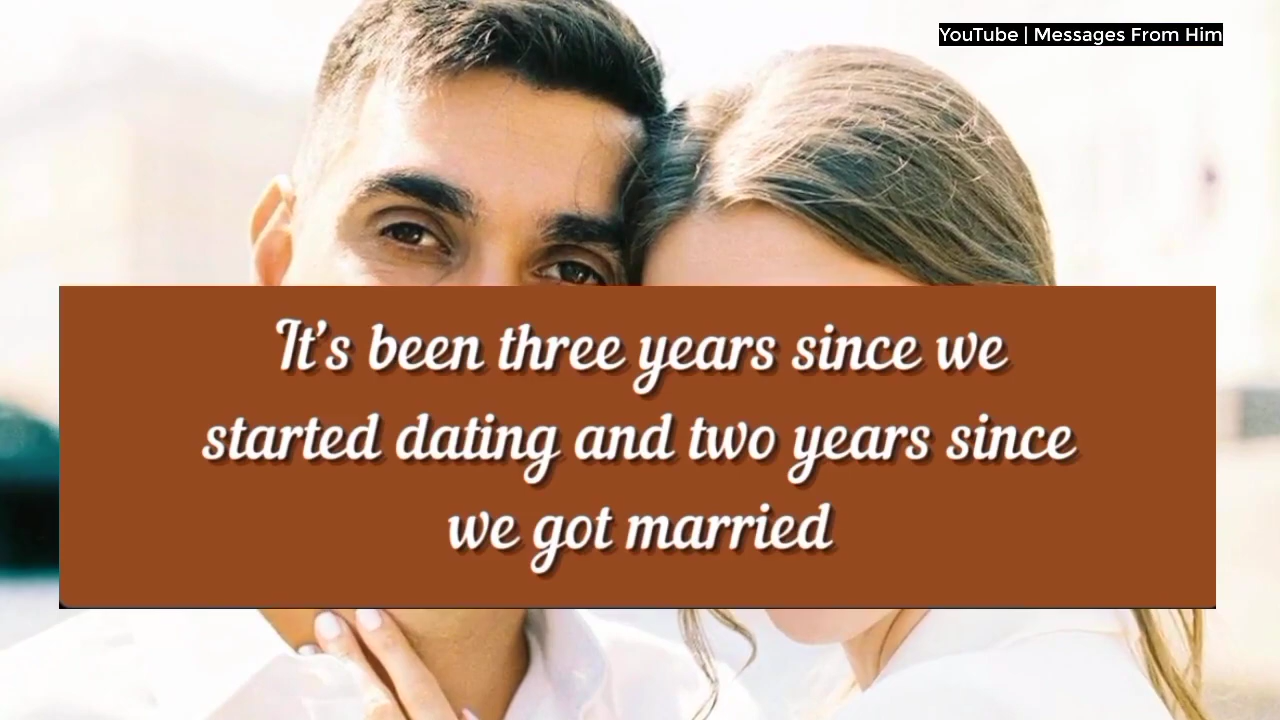 YouTube | Messages From Him
It's been three years since we
started dating and two years since
we got married